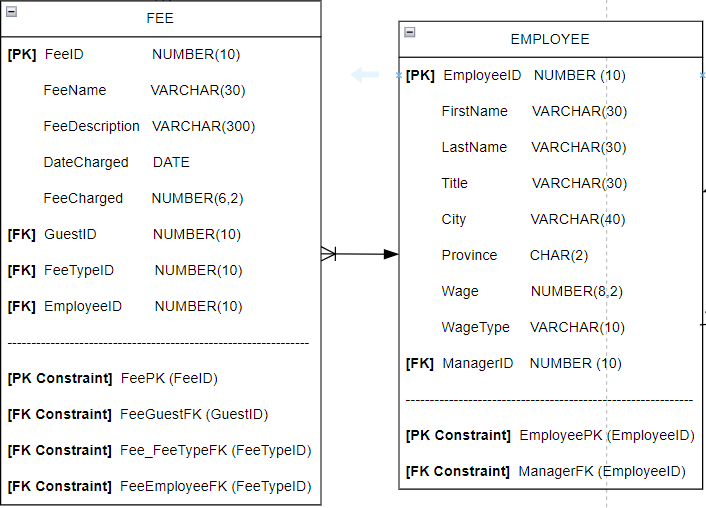 FEE
[PK] FeeID NUMBER(10)
FeeName VARCHAR(30)
FeeDescription VARCHAR(300)
DateCharged DATE
FeeCharged NUMBER(6,2)
[FK] GuestID NUMBER(10)
[FK] FeeTypeID NUMBER(10)
[FK] EmployeeID NUMBER(10)
[PK Constraint] FeePK (FeeID)
[FK Constraint] FeeGuestFK (GuestID)
[FK Constraint] Fee_FeeTypeFK (FeeTypeID)
[FK Constraint] FeeEmployeeFK (FeeTypeID)
EMPLOYEE
[PK] EmployeeID NUMBER (10)
FirstName VARCHAR(30)
LastName VARCHAR(30)
Title VARCHAR(30)
City VARCHAR(40)
Province CHAR(2)
Wage NUMBER(8,2)
WageType VARCHAR(10)
[FK] ManagerID NUMBER (10)
[PK Constraint] EmployeePK (EmployeeID)
[FK Constraint] ManagerFK (EmployeeID)